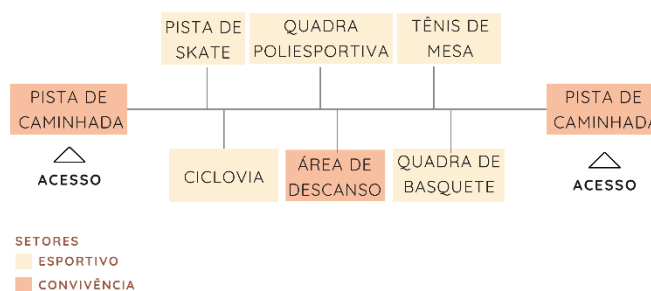 PISTA DE
SKATE
QUADRA
POLIESPORTIVA
TÊNIS DE
MESA
PISTA DE
CAMINHADA
PISTA DE
CAMINHADA
ACESSO
CICLOVIA
ÁREA DE
DESCANSO
QUADRA DE
BASQUETE
ACESSO
SETORES
ESPORTIVO
CONVIVÊNCIA